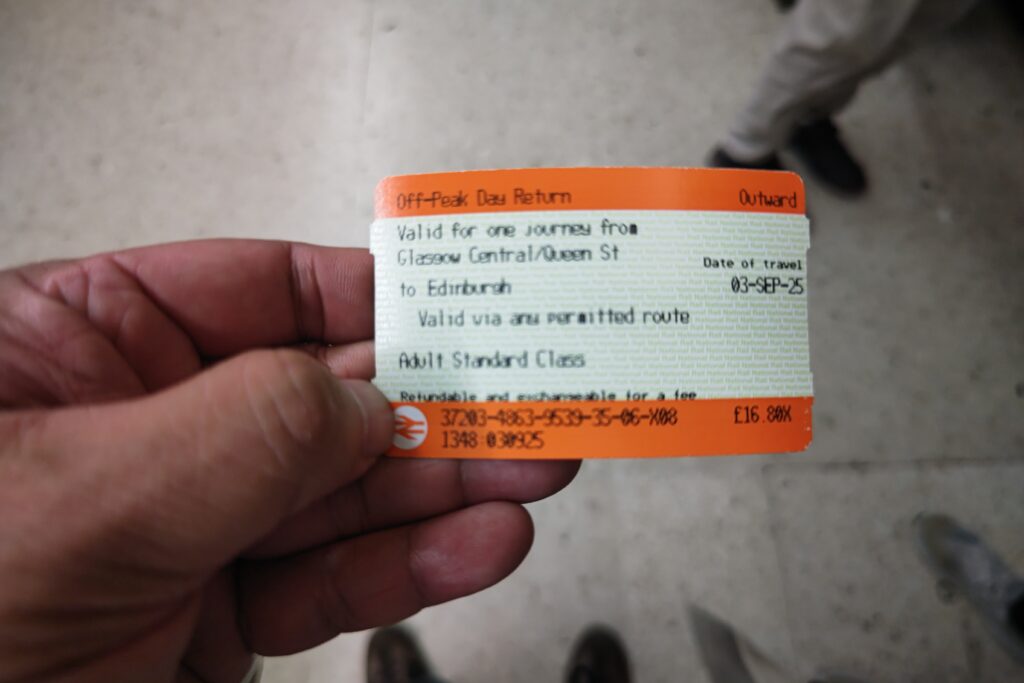 Off-Peak Day Return Outward
Valid for one journey from
Glasgow Central/Queen St
Date of travel
to Edinburgh 03-SEP-25
Valid via any permitted route
Adult Standard Class
Refundable and exchangeable for a fee
37203-4863-9539-35-06-X08 £16.80X
1348 030925